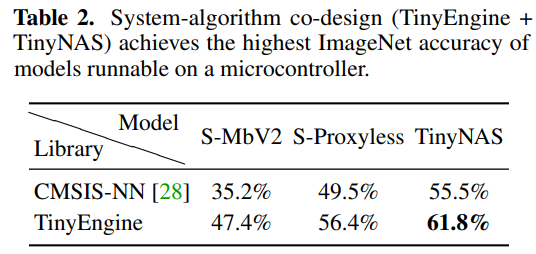 Table 2. System-algorithm co-design (TinyEngine +
TinyNAS) achieves the highest ImageNet accuracy of
models runnable on a microcontroller.
Model
Library
S-MbV2 S-Proxyless TinyNAS
CMSIS-NN [28] 35.2% 49.5% 55.5%
TinyEngine 47.4% 56.4% 61.8%